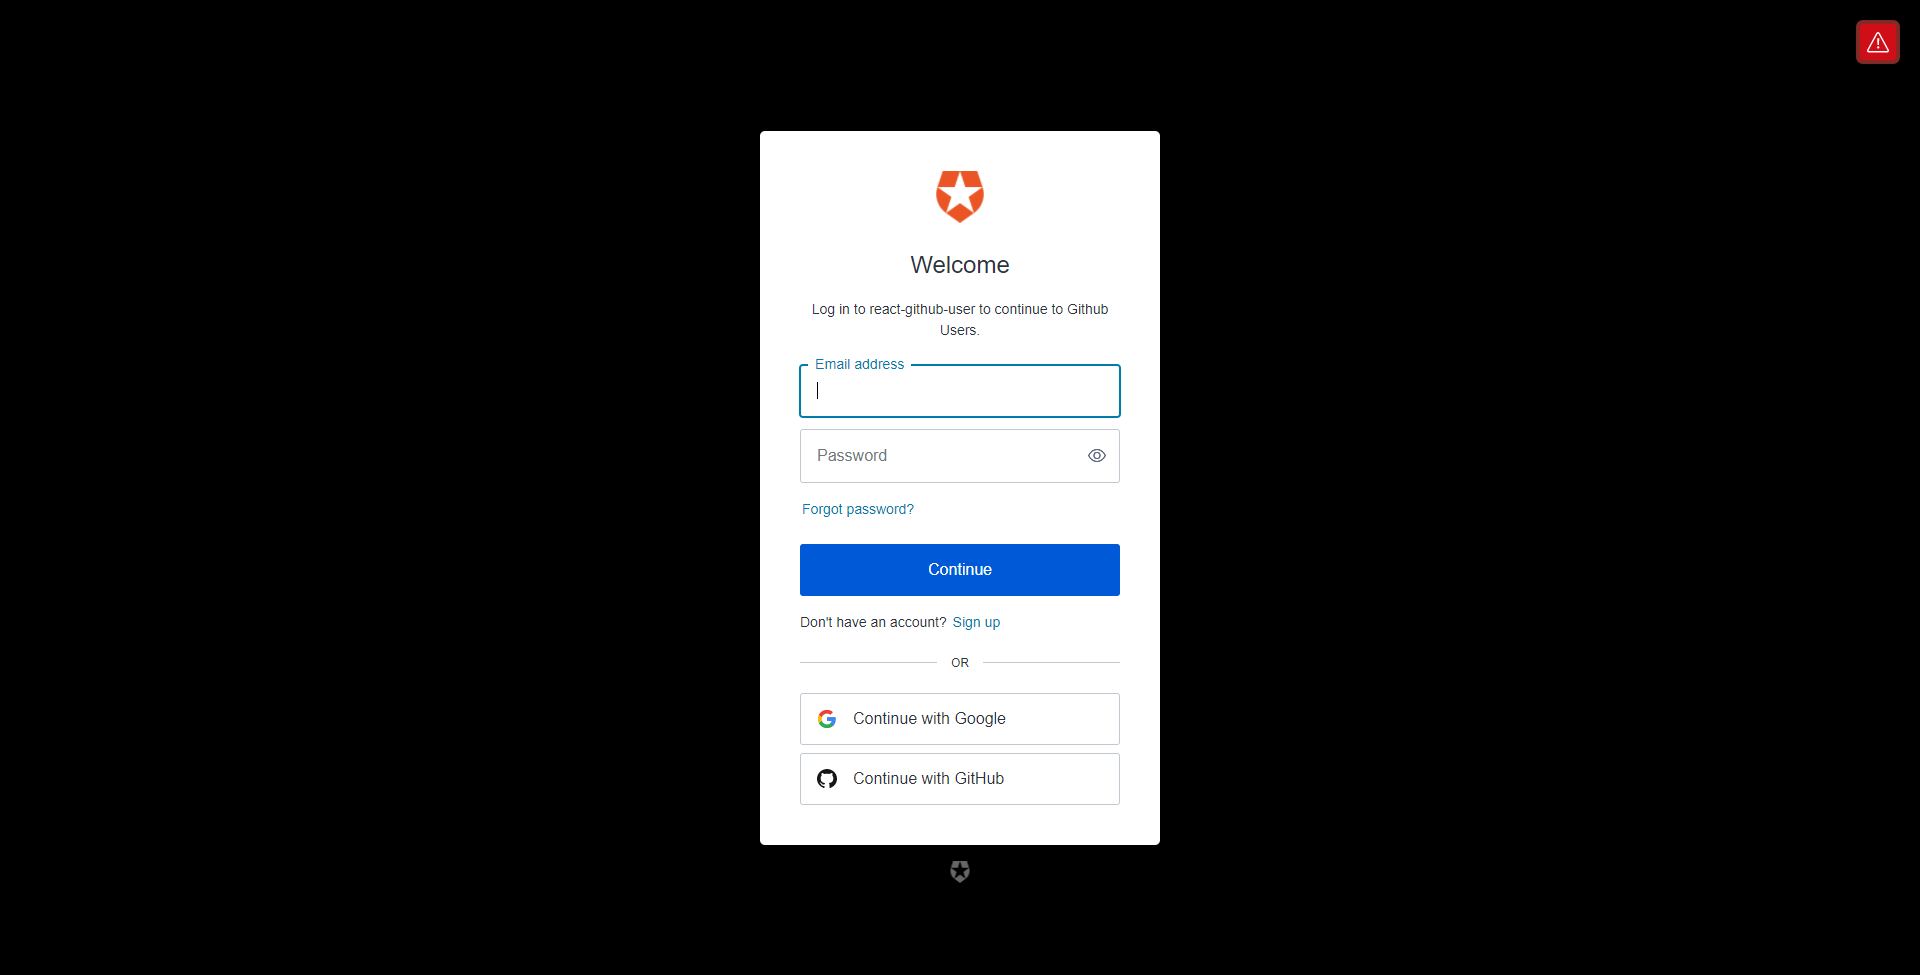 Welcome
Log in to react-github-user to continue to Github
Users.
Email address
Password
Forgot password?
Continue
Don't have an account? Sign up
OR
Continue with Google
Continue with GitHub